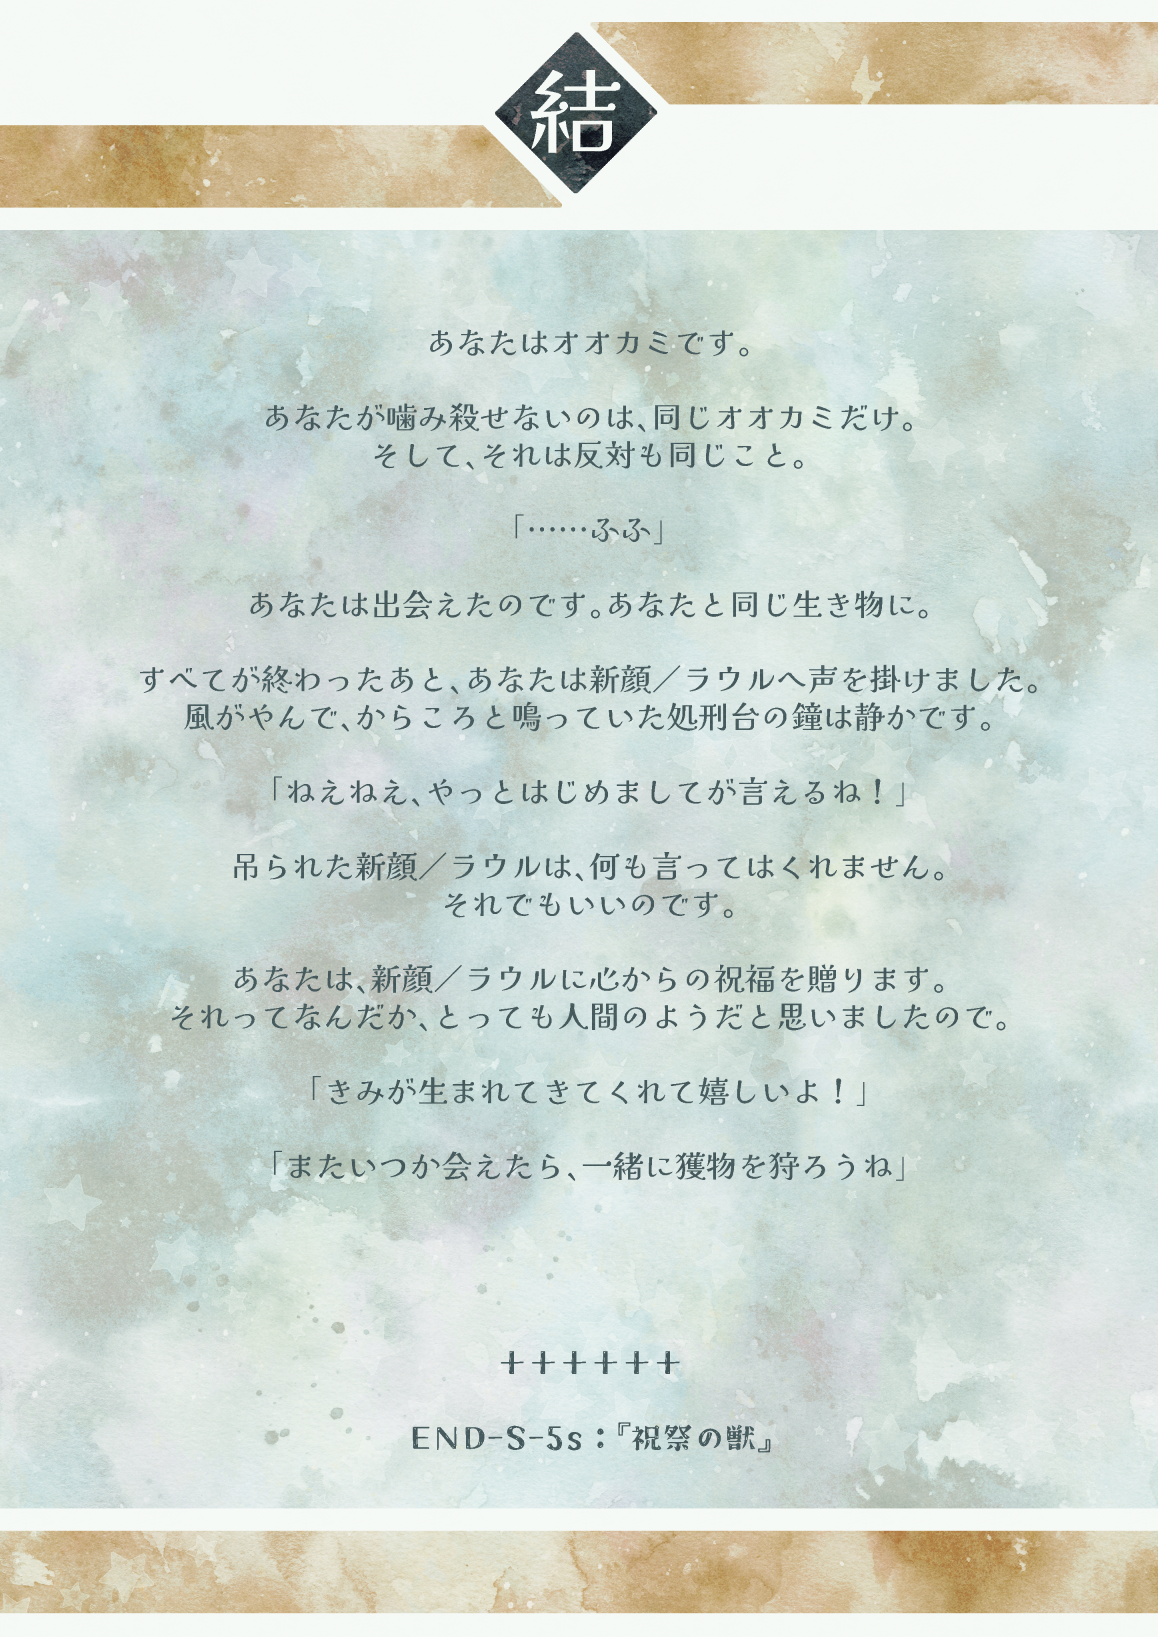 結
あなたはオオカミです。
あなたが噛み殺せないのは、同じオオカミだけ。
そして、それは反対も同じこと。
「……ふふ」
あなたは出会えたのです。あなたと同じ生き物に。
すべてが終わったあと、あなたは新顔／ラウルへ声を掛けました。
風がやんで、からころと鳴っていた処刑台の鐘は静かです。
「ねえねえ、やっとはじめましてが言えるね！」
吊られた新顔／ラウルは、何も言ってはくれません。
それでもいいのです。
あなたは、新顔／ラウルに心からの祝福を贈ります。
それってなんだか、とっても人間のようだと思いましたので。
「きみが生まれてきてくれて嬉しいよ！」
「またいつか会えたら、一緒に獲物を狩ろうね」
++++++
END-S-5s：『祝祭の獣』